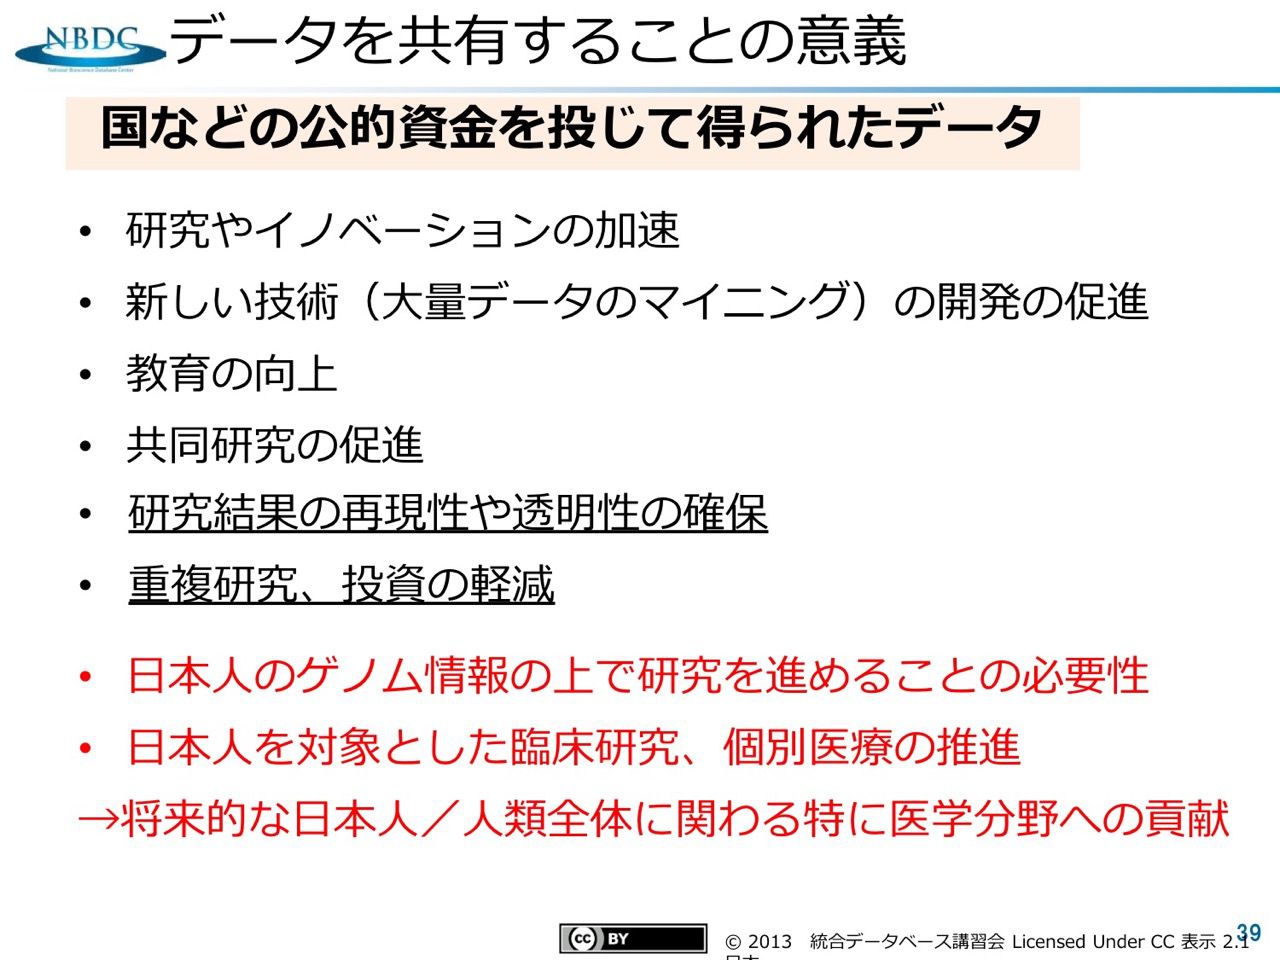 NBDC
National Bioscience Database Center
データを共有することの意義
国などの公的資金を投じて得られたデータ
• 研究やイノベーションの加速
• 新しい技術（大量データのマイニング）の開発の促進
• 教育の向上
• 共同研究の促進
• 研究結果の再現性や透明性の確保
• 重複研究、投資の軽減
• 日本人のゲノム情報の上で研究を進めることの必要性
• 日本人を対象とした臨床研究、個別医療の推進
→将来的な日本人／人類全体に関わる特に医学分野への貢献
cc BY
© 2013 統合データベース講習会 Licensed Under CC 表示 2.1
日本
39